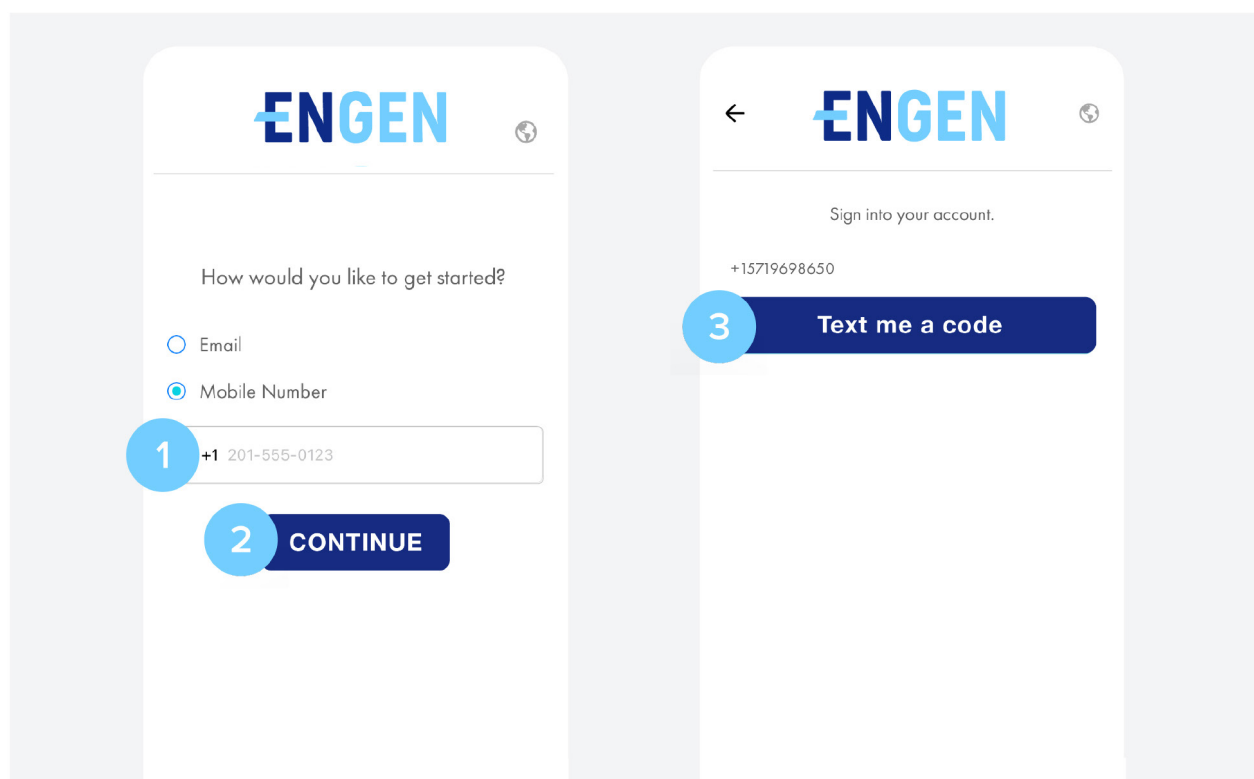 ENGEN
How would you like to get started?
Email
Mobile Number
1 +1 201-555-0123
2 CONTINUE
ENGEN
Sign into your account.
+15719698650
3 Text me a code